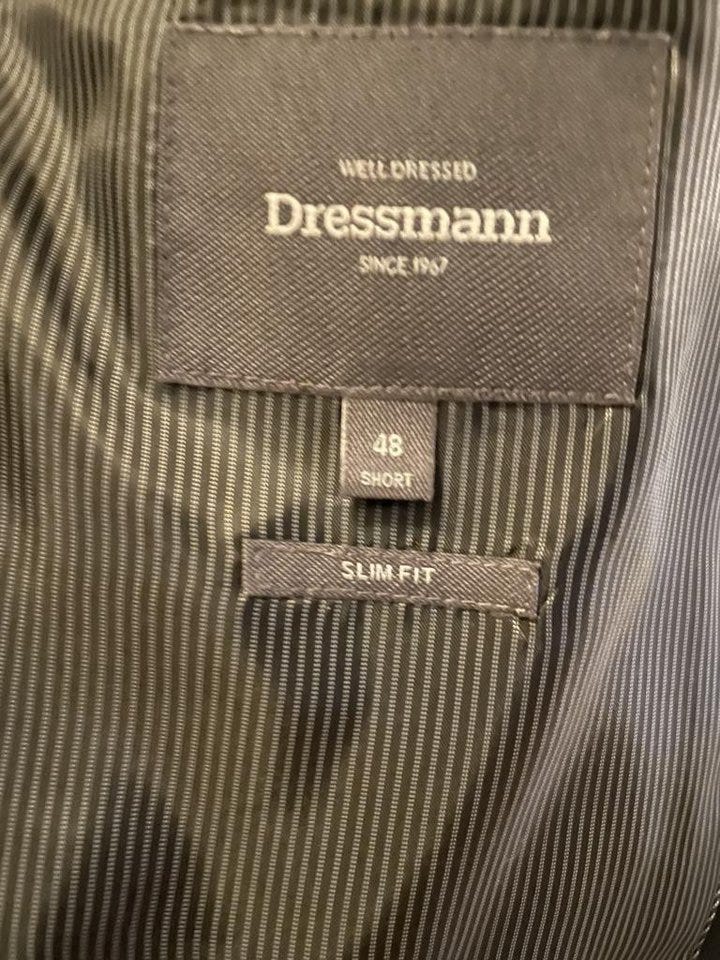 WELL DRESSED
Dressmann
SINCE 1967
48
SHORT
SLIM FIT